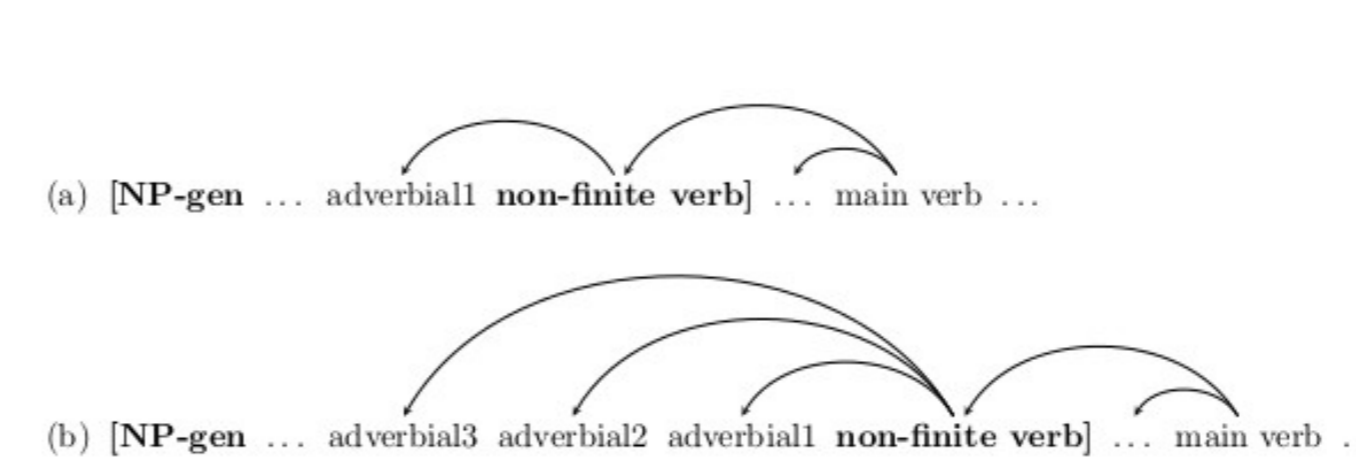 (a) [NP-gen ... adverbial1 non-finite verb] ... main verb ...
(b) [NP-gen ... adverbial3 adverbial2 adverbial1 non-finite verb] ... main verb .